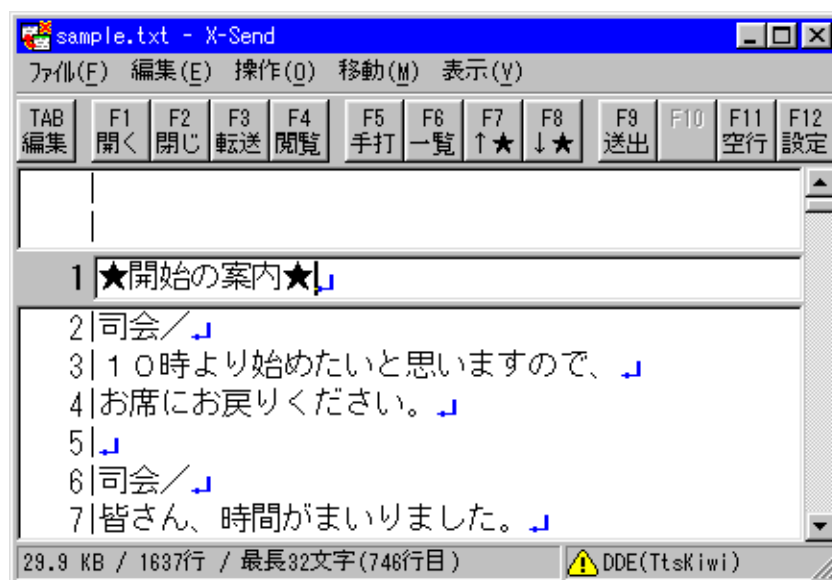 sample.txt - X-Send
ﾌｧｲﾙ(F) 編集(E) 操作(O) 移動(M) 表示(V)
TAB F1 F2 F3 F4 F5 F6 F7 F8 F9 F10 F11 F12
編集 開く 閉じ 転送 閲覧 手打 一覧 ↑★ ↓★ 送出 空行 設定
1 ★開始の案内★
2 司会／
3 １０時より始めたいと思いますので、
4 お席にお戻りください。
5
6 司会／
7 皆さん、時間がまいりました。
29.9 KB / 1637行 / 最長32文字(746行目) DDE(TtsKiwi)